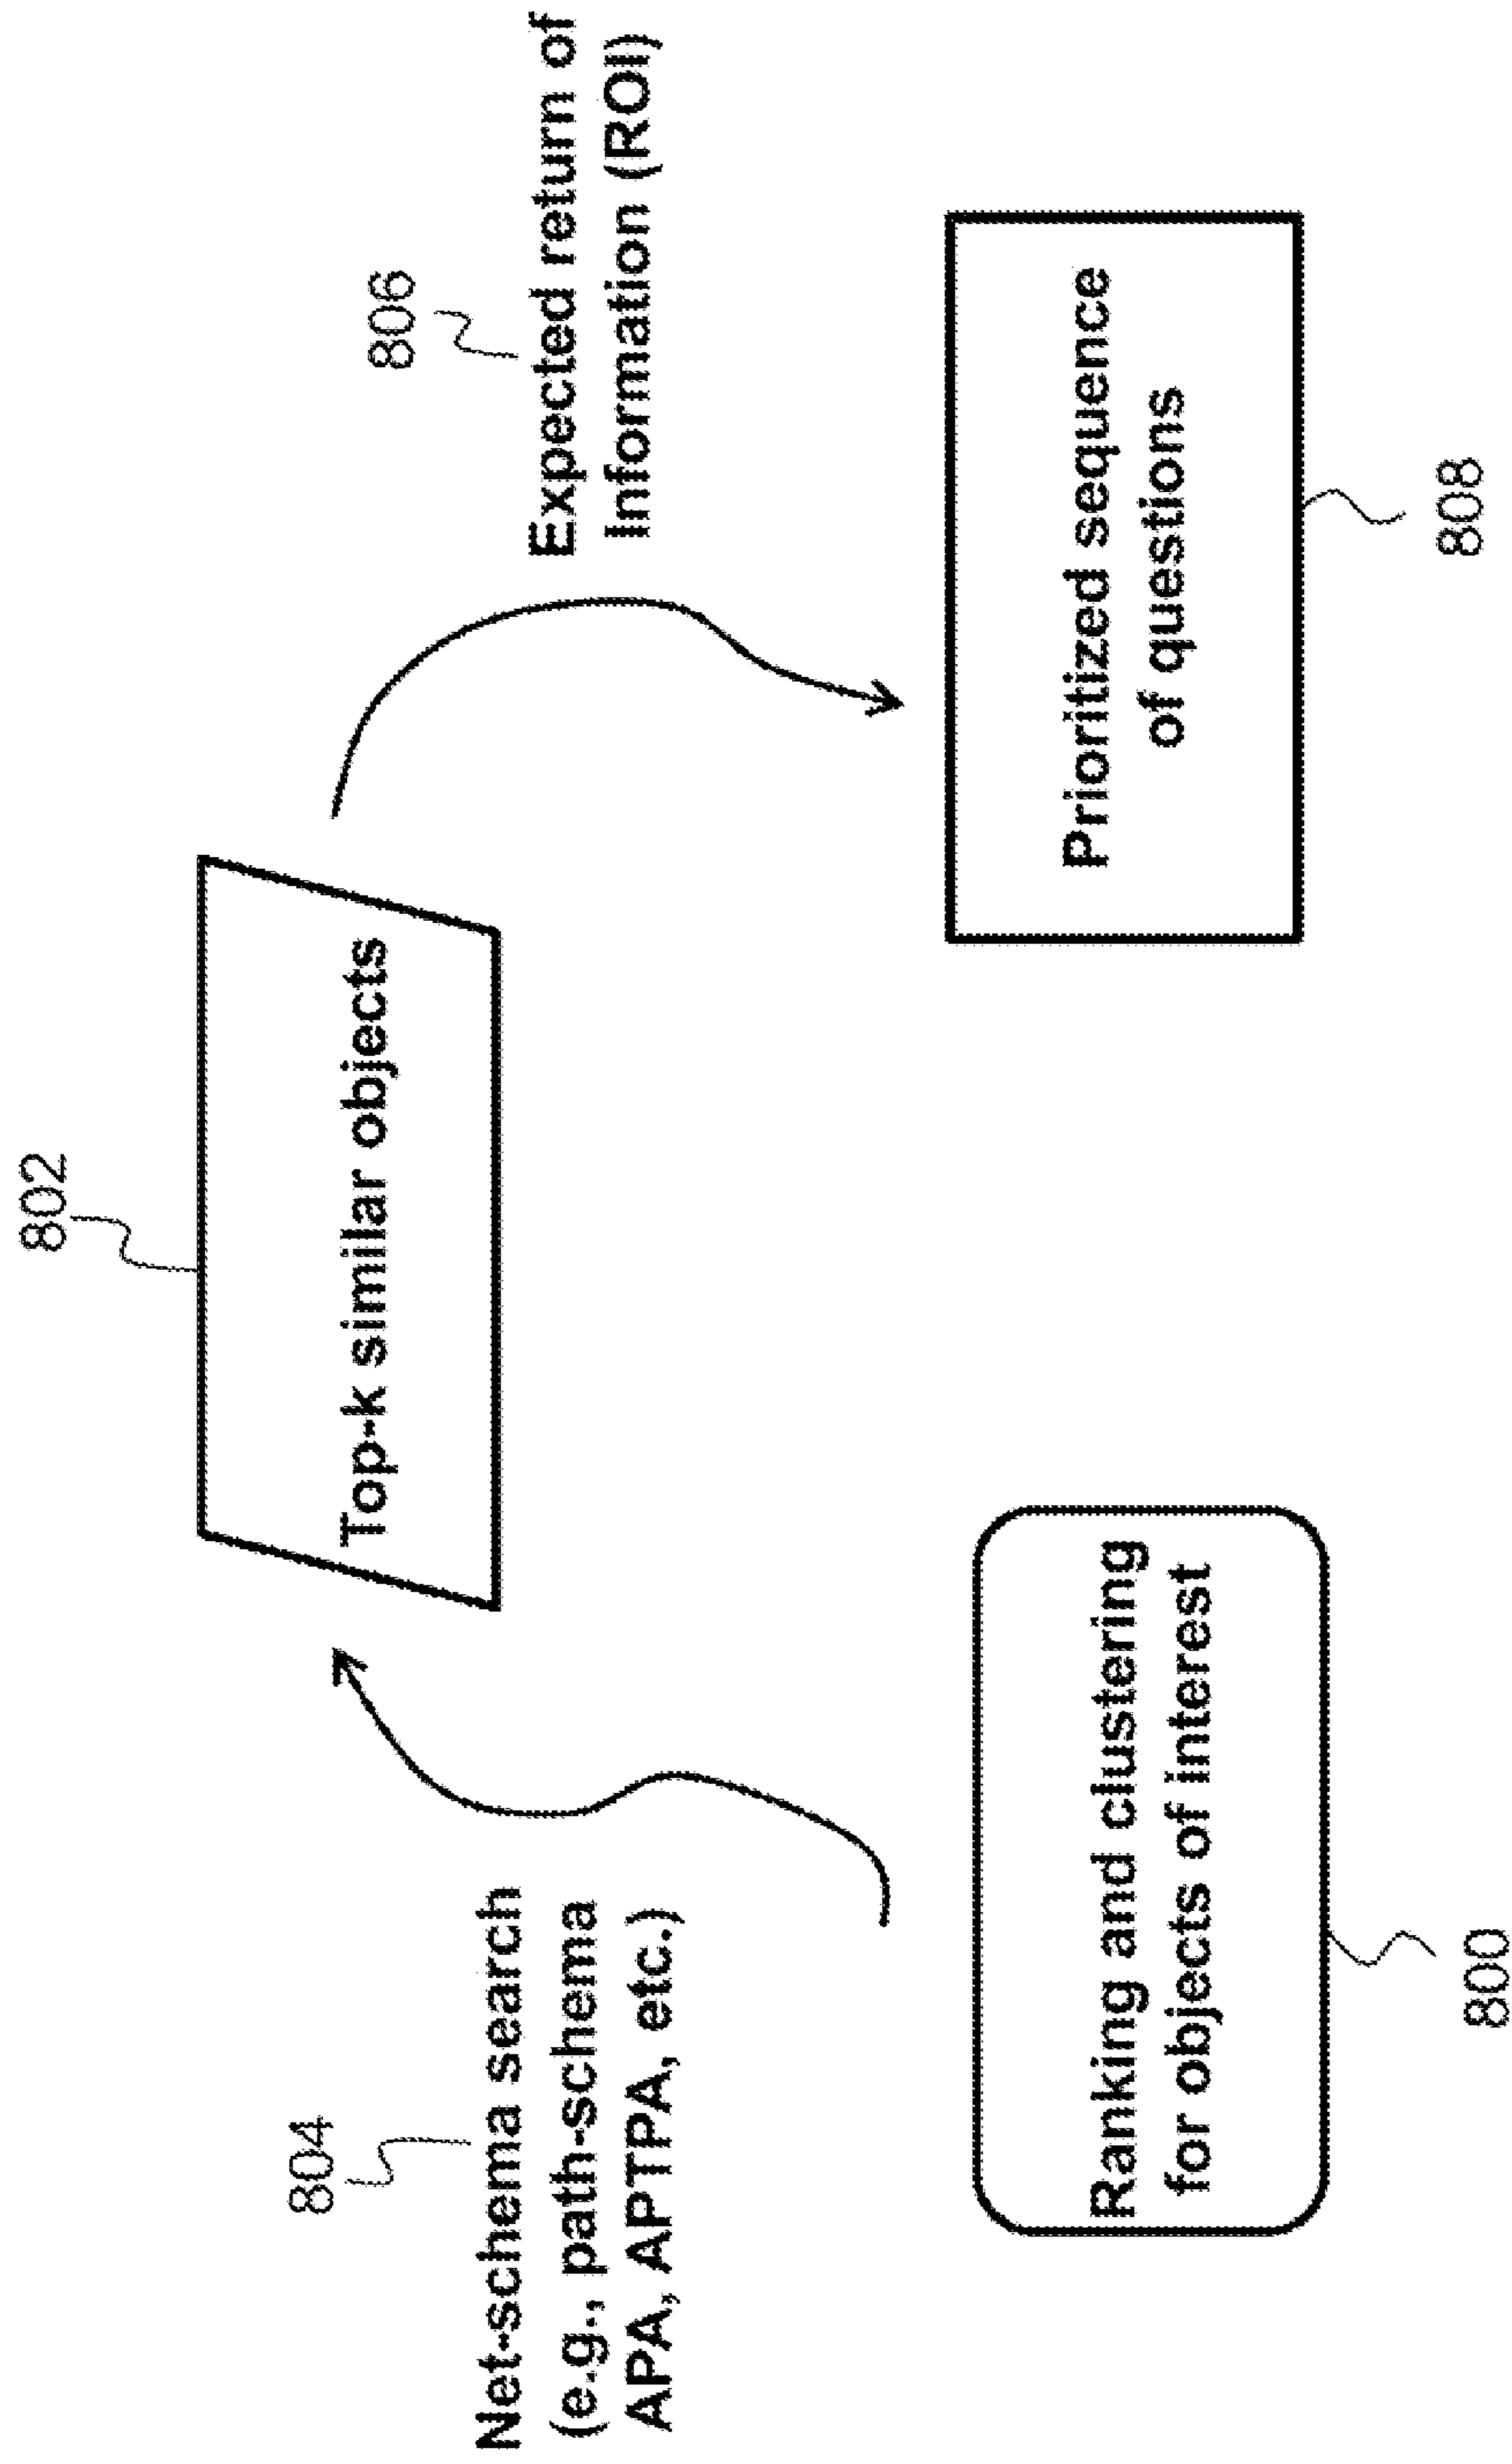 802
Top-k similar objects
804
Net-schema search
(e.g., path-schema
APA, APTPA, etc.)
806
Expected return of
Information (ROI)
Ranking and clustering
for objects of interest
800
Prioritized sequence
of questions
808